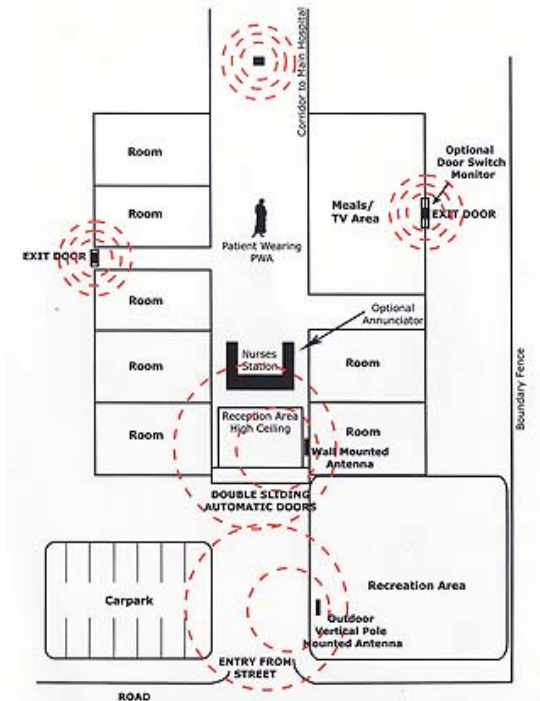 Corridor to Main Hospital
Room
Optional
Door Switch
Monitor
Room
Meals/
TV Area
EXIT DOOR
Patient Wearing
PWA
EXIT DOOR
Room
Optional
Annunciator
Nurses
Station
Room
Room
Boundary Fence
Reception Area
High Ceiling
Room
Room
Wall Mounted
Antenna
DOUBLE SLIDING
AUTOMATIC DOORS
Recreation Area
Carpark
Outdoor
Vertical Pole
Mounted Antenna
ENTRY FROM
STREET
ROAD